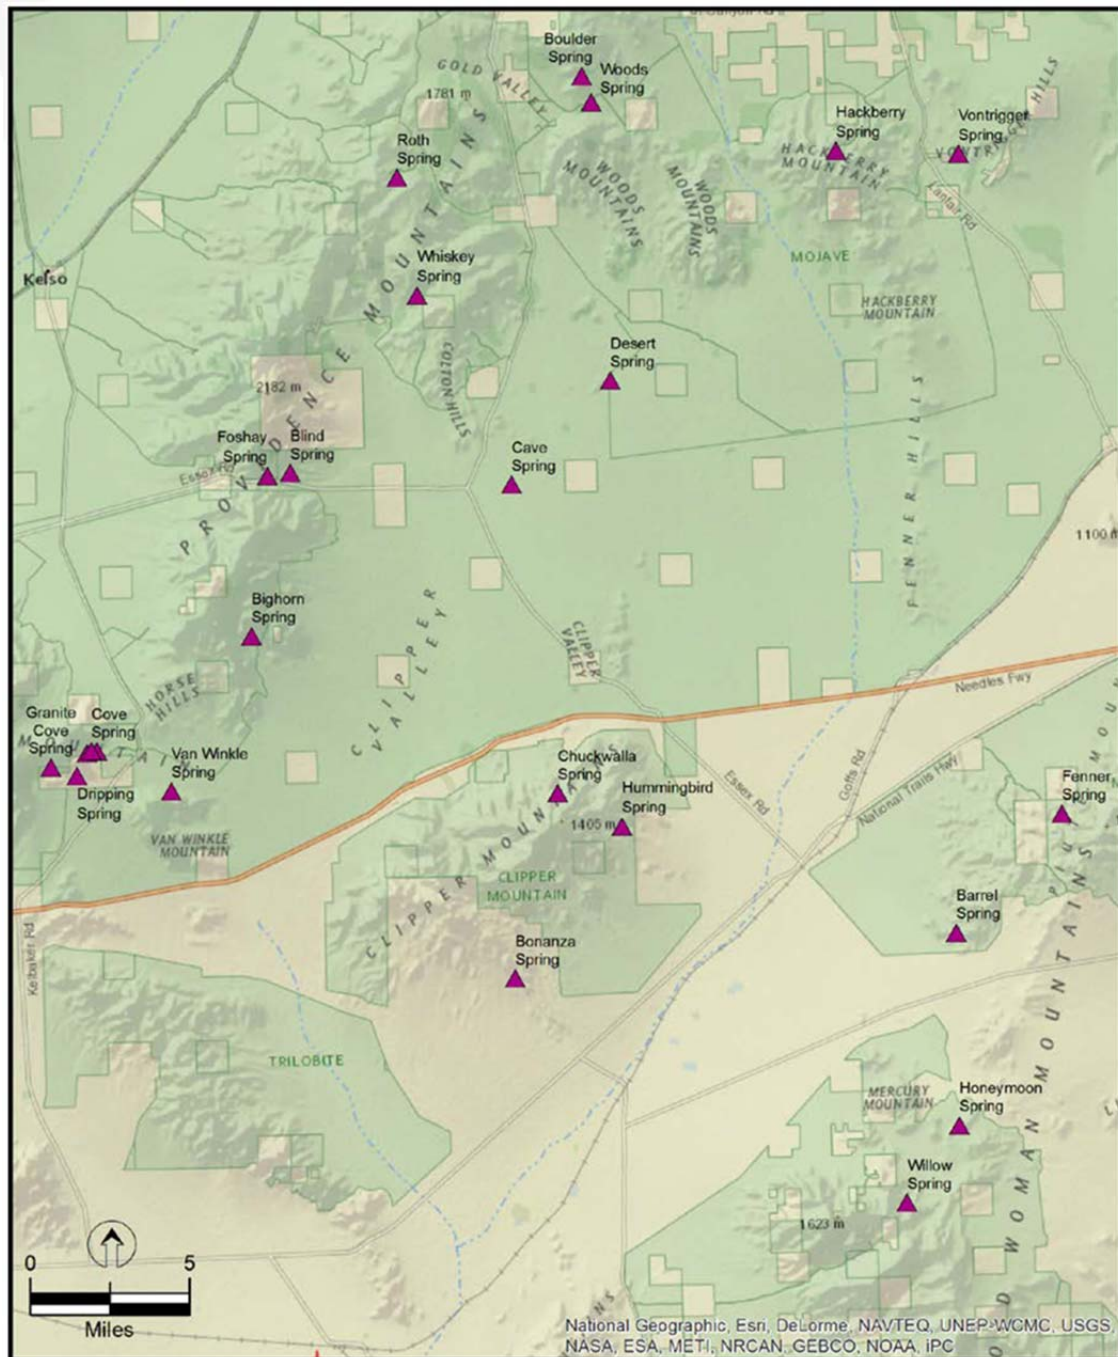 Boulder
Spring
Woods
Spring
GOLD VALLEY
1781 m
Roth
Spring
Hackberry
Spring
Vontrigger
Spring
HACKBERRY
MOUNTAIN
WOODS
MOUNTAINS
WOODS
MOUNTAINS
Lanfair Rd
MOJAVE
Kelso
Whiskey
Spring
HACKBERRY
MOUNTAIN
Desert
Spring
COLTON HILLS
2182 m
PROVIDENCE MOUNTAINS
Foshay
Spring
Blind
Spring
Essex Rd
Cave
Spring
FENNER HILLS
1100 m
Bighorn
Spring
CLIPPER
VALLEY
CLIPPER
VALLEY
HORSE
HILLS
Needles Fwy
Granite
Cove
Spring
Cove
Spring
Van Winkle
Spring
Dripping
Spring
VAN WINKLE
MOUNTAIN
Chuckwalla
Spring
Hummingbird
Spring
1405 m
Essex Rd
Goffs Rd
National Trails Hwy
Fenner
Spring
CLIPPER MOUNTAINS
CLIPPER
MOUNTAIN
Barrel
Spring
Bonanza
Spring
Kelbaker Rd
TRILOBITE
MERCURY
MOUNTAIN
Honeymoon
Spring
Willow
Spring
1623 m
WOMAN MOUNTAINS
0 5
Miles
National Geographic, Esri, DeLorme, NAVTEQ, UNEP-WCMC, USGS,
NASA, ESA, METI, NRCAN, GEBCO, NOAA, iPC